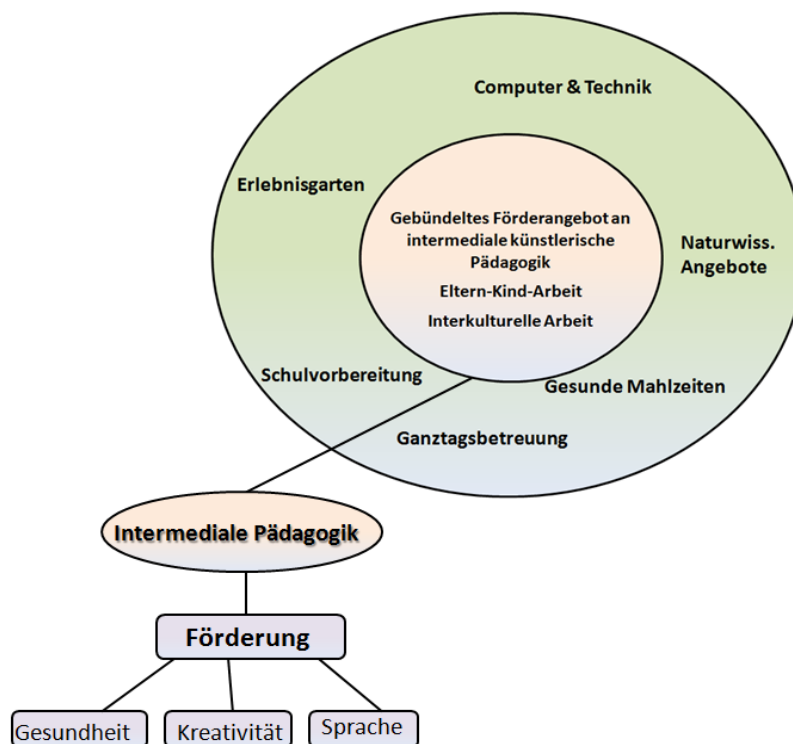 Computer & Technik
Erlebnisgarten
Gebündeltes Förderangebot an
intermediale künstlerische
Pädagogik
Eltern-Kind-Arbeit
Interkulturelle Arbeit
Naturwiss.
Angebote
Schulvorbereitung
Gesunde Mahlzeiten
Ganztagsbetreuung
Intermediale Pädagogik
Förderung
Gesundheit
Kreativität
Sprache